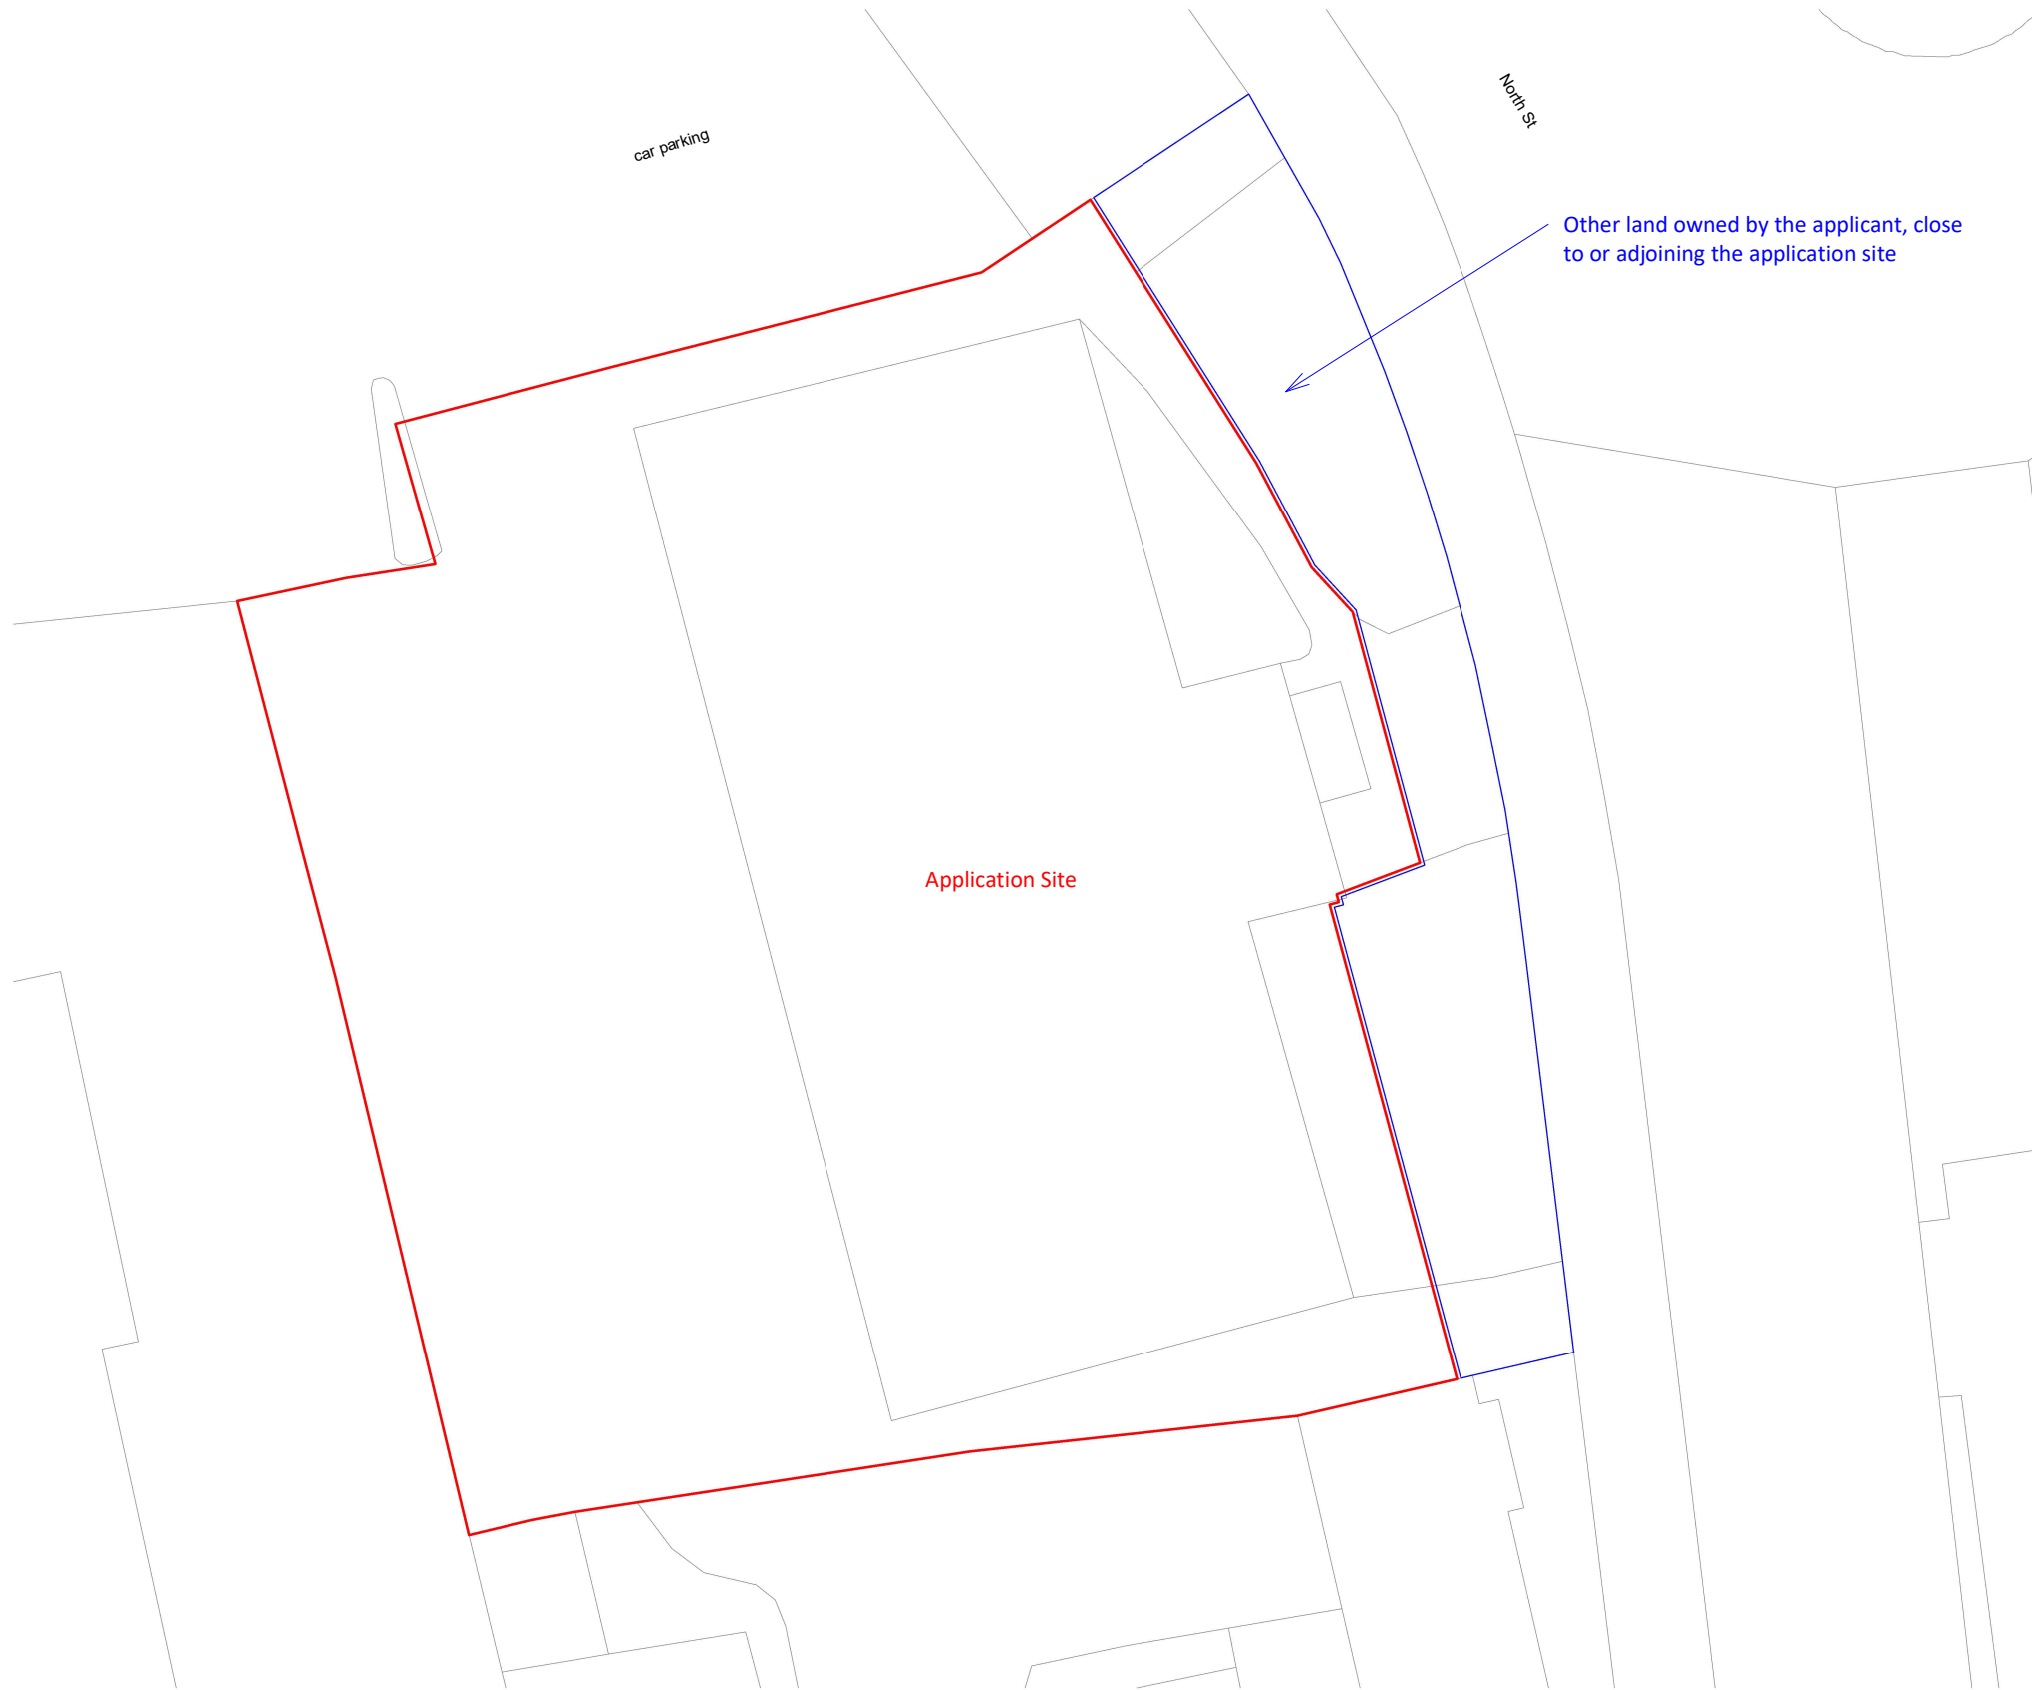 North St
car parking
Other land owned by the applicant, close
to or adjoining the application site
Application Site